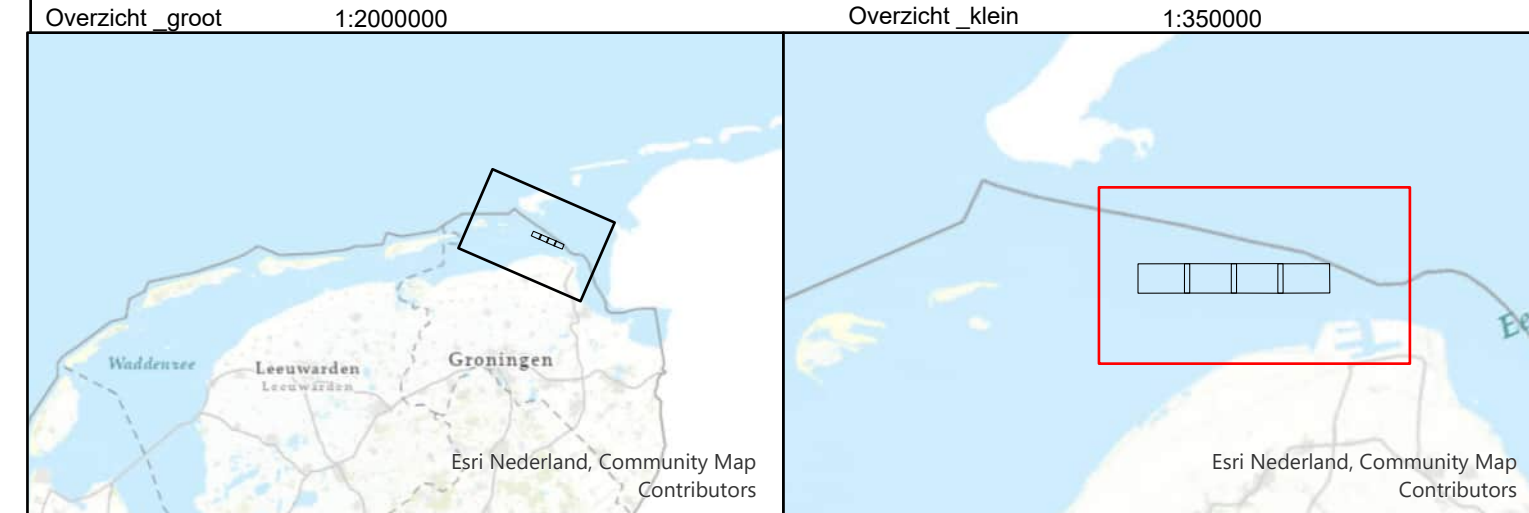 Overzicht _groot 1:2000000
Overzicht _klein 1:350000
Waddenzee
Leeuwarden
Leeuwarden
Groningen
Esri Nederland, Community Map
Contributors
Esri Nederland, Community Map
Contributors